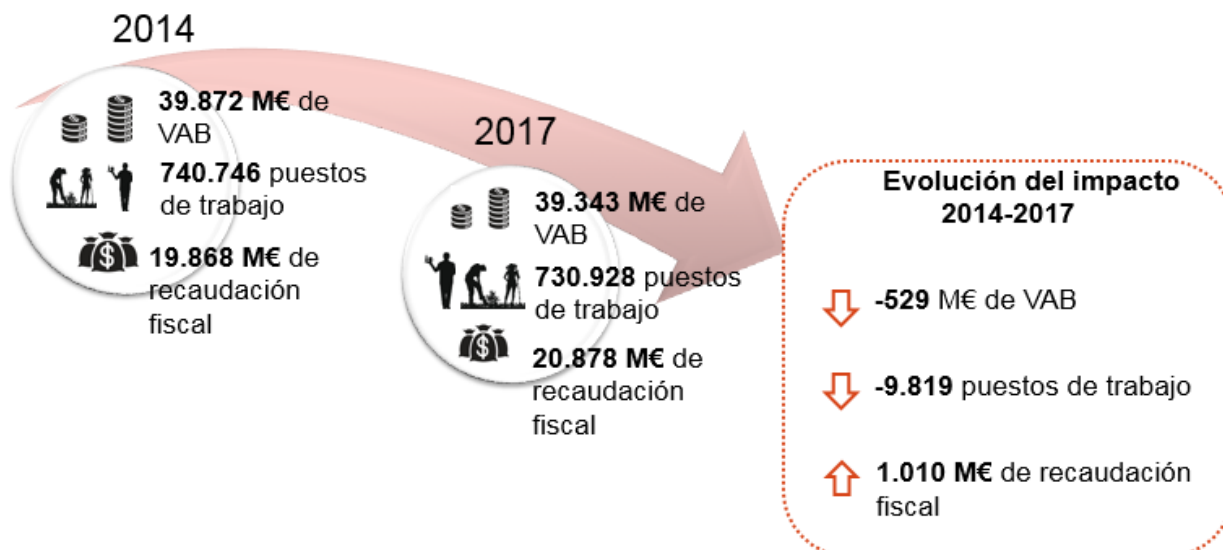 2014
39.872 M€ de
VAB
740.746 puestos
de trabajo
19.868 M€ de
recaudación
fiscal
2017
39.343 M€ de
VAB
730.928 puestos
de trabajo
20.878 M€ de
recaudación
fiscal
Evolución del impacto
2014-2017
-529 M€ de VAB
-9.819 puestos de trabajo
1.010 M€ de recaudación
fiscal